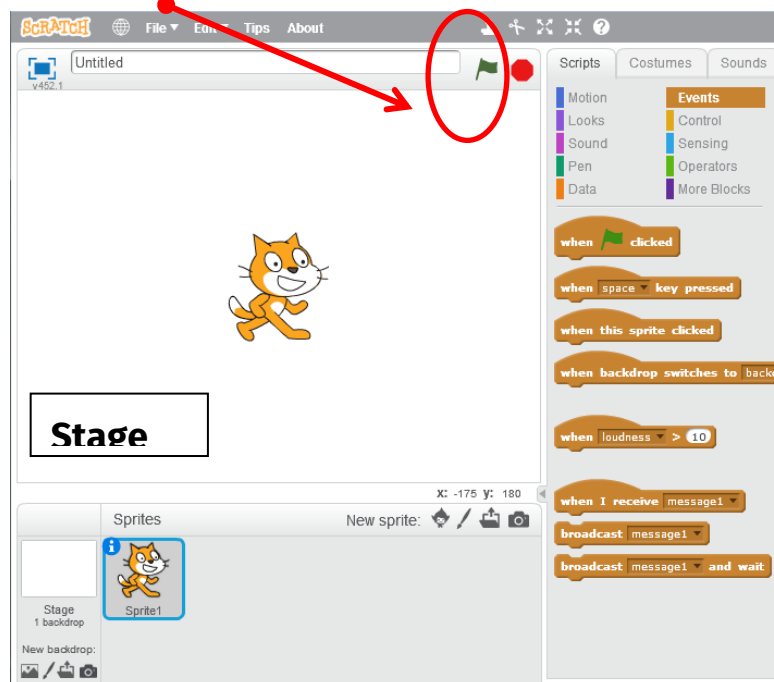 SCRATCH File Edit Tips About
Untitled
v452.1
Scripts Costumes Sounds
Motion Events
Looks Control
Sound Sensing
Pen Operators
Data More Blocks
when clicked
when space key pressed
when this sprite clicked
when backdrop switches to
when loudness > 10
when I receive message1
broadcast message1
broadcast message1 and wait
Stage
X: -175 y: 180
Sprites New sprite:
Sprite1
Stage
1 backdrop
New backdrop: